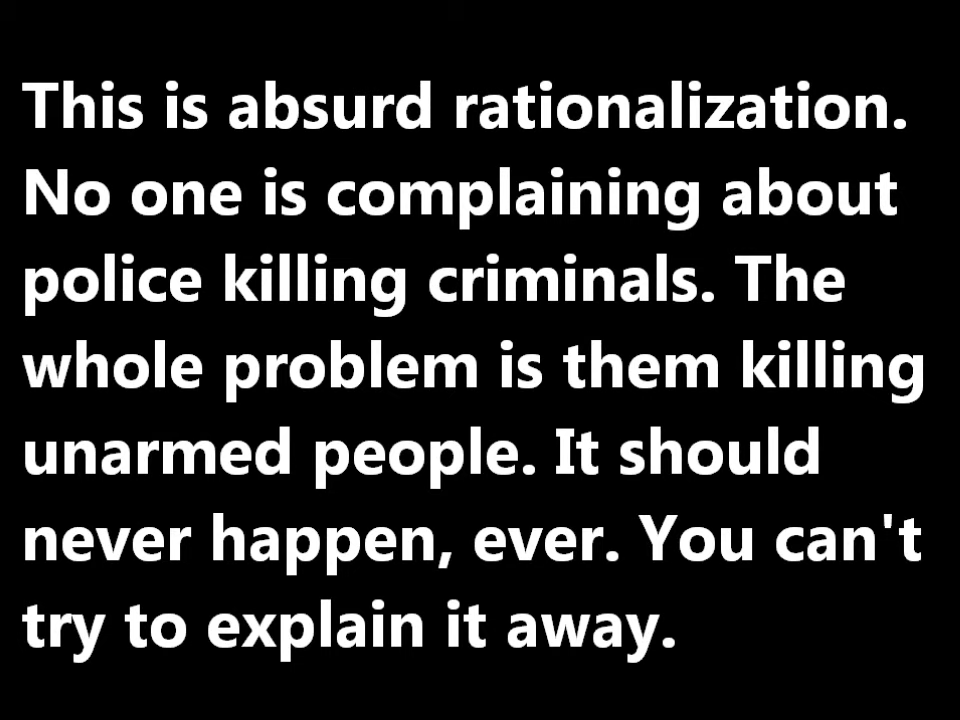 This is absurd rationalization.
No one is complaining about
police killing criminals. The
whole problem is them killing
unarmed people. It should
never happen, ever. You can't
try to explain it away.